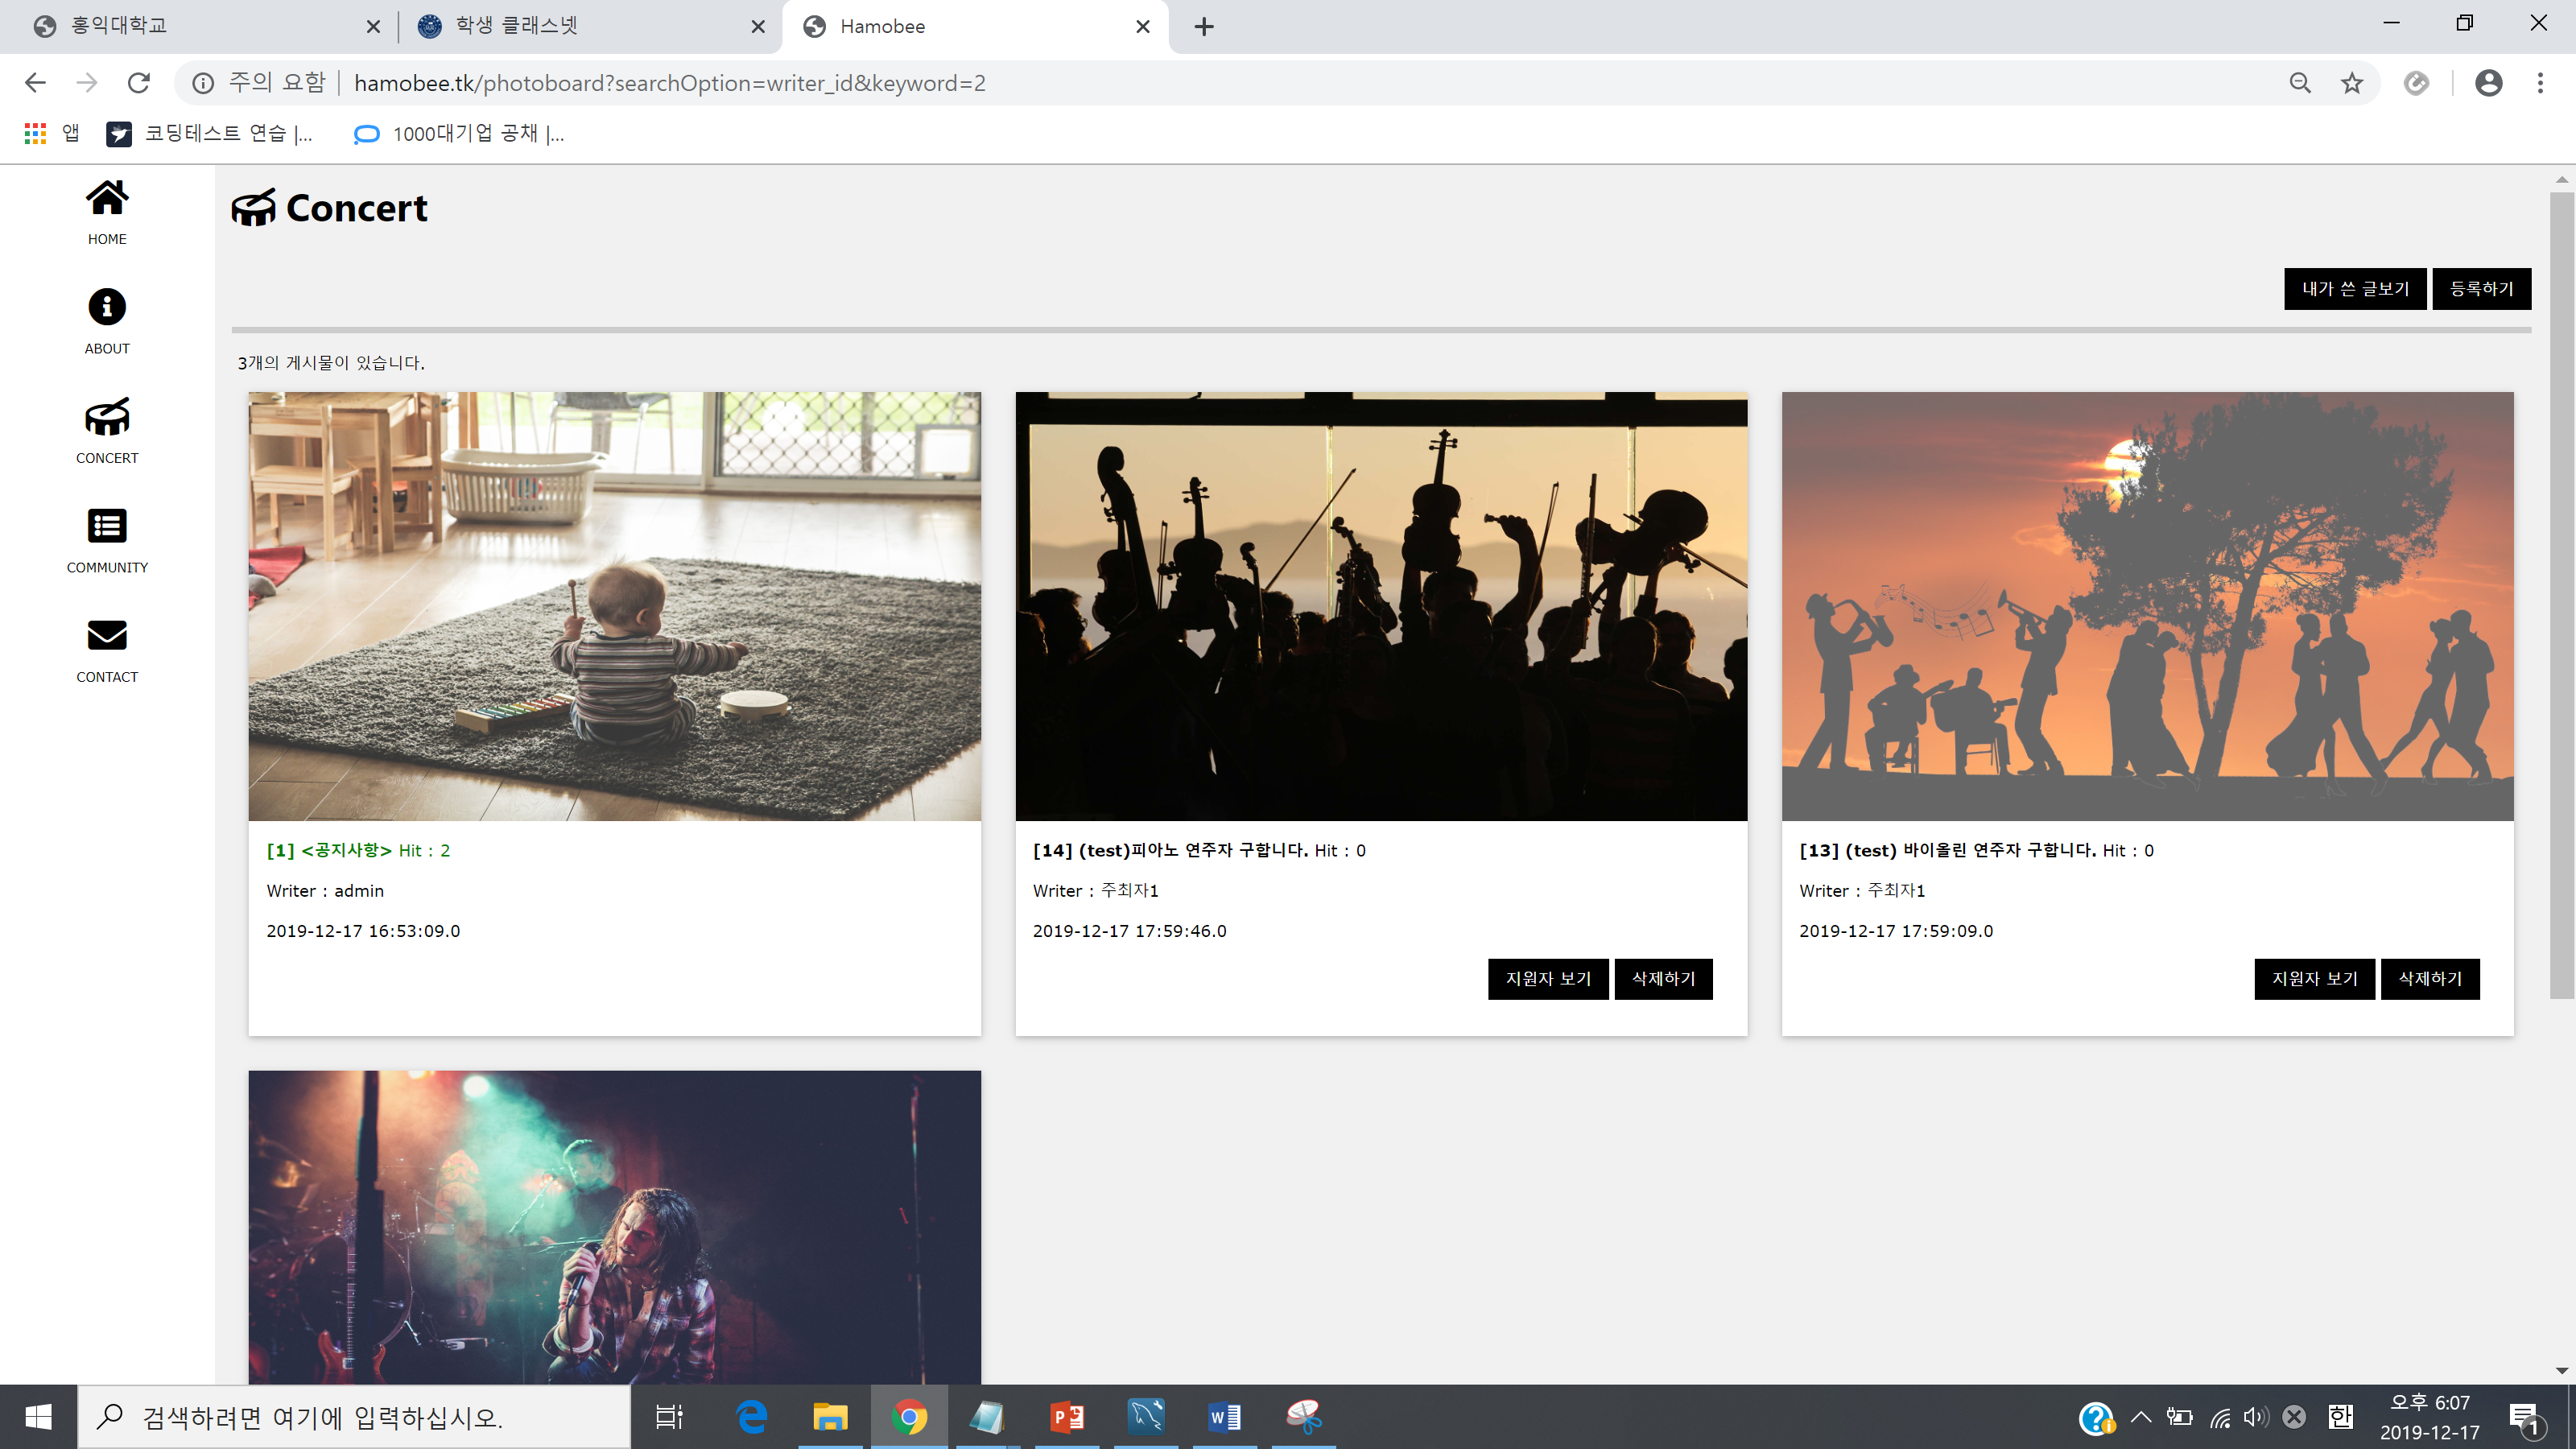 홍익대학교
학생 클래스넷
Hamobee
주의 요함 | hamobee.tk/photoboard?searchOption=writer_id&keyword=2
앱
코딩테스트 연습 |...
1000대기업 공채 |...
HOME
ABOUT
CONCERT
COMMUNITY
CONTACT
Concert
내가 쓴 글보기
등록하기
3개의 게시물이 있습니다.
[1] <공지사항> Hit : 2
Writer : admin
2019-12-17 16:53:09.0
[14] (test)피아노 연주자 구합니다. Hit : 0
Writer : 주최자1
2019-12-17 17:59:46.0
지원자 보기
삭제하기
[13] (test) 바이올린 연주자 구합니다. Hit : 0
Writer : 주최자1
2019-12-17 17:59:09.0
지원자 보기
삭제하기
검색하려면 여기에 입력하십시오.
한
오후 6:07
2019-12-17
1